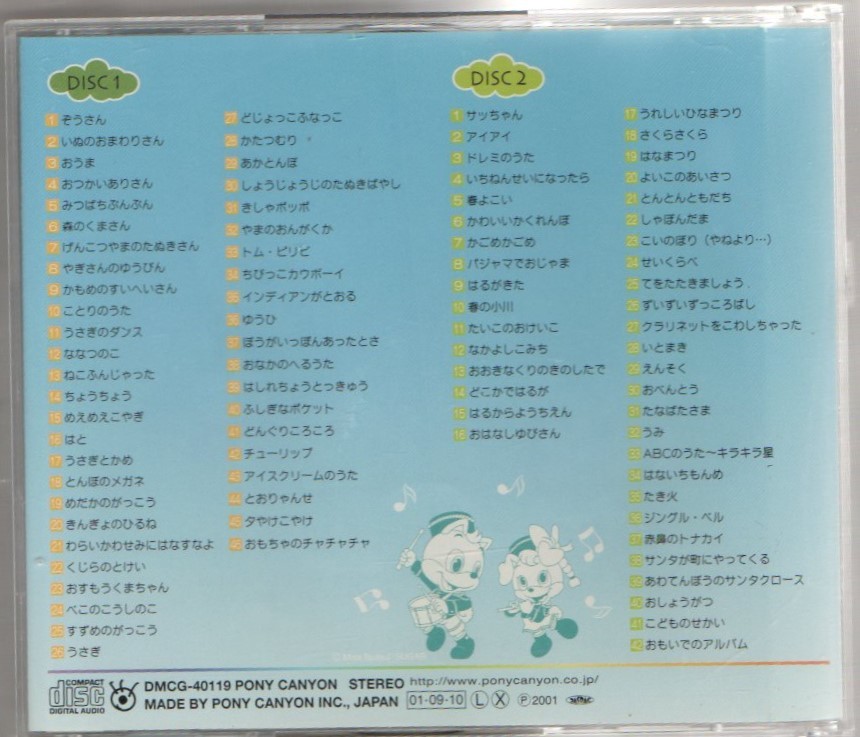 DISC 1
1 ぞうさん
2 いぬのおまわりさん
3 おうま
4 おつかいありさん
5 みつばちぶんぶん
6 森のくまさん
7 げんこつやまのたぬきさん
8 やぎさんのゆうびん
9 かもめのすいへいさん
10 ことりのうた
11 うさぎのダンス
12 ななつのこ
13 ねこふんじゃった
14 ちょうちょう
15 めえめえこやぎ
16 はと
17 うさぎとかめ
18 とんぼのメガネ
19 めだかのがっこう
20 きんぎょのひるね
21 わらいかわせみにはなすなよ
22 くじらのとけい
23 おすもうくまちゃん
24 べこのこうしのこ
25 すずめのがっこう
26 うさぎ
27 どじょっこふなっこ
28 かたつむり
29 あかとんぼ
30 しょうじょうじのたぬきばやし
31 きしゃポッポ
32 やまのおんがくか
33 トム・ピリビ
34 ちびっこカウボーイ
35 インディアンがとおる
36 ゆうひ
37 ぼうがいっぽんあったとさ
38 おなかのへるうた
39 はしれちょうとっきゅう
40 ふしぎなポケット
41 どんぐりころころ
42 チューリップ
43 アイスクリームのうた
44 とおりゃんせ
45 夕やけこやけ
46 おもちゃのチャチャチャ
DISC 2
1 サッちゃん
2 アイアイ
3 ドレミのうた
4 いちねんせいになったら
5 春よこい
6 かわいいかくれんぼ
7 かごめかごめ
8 パジャマでおじゃま
9 はるがきた
10 春の小川
11 たいこのおけいこ
12 なかよしこみち
13 おおきなくりのきのしたで
14 どこかではるが
15 はるからようちえん
16 おはなしゆびさん
17 うれしいひなまつり
18 さくらさくら
19 はなまつり
20 よいこのあいさつ
21 とんとんともだち
22 しゃぼんだま
23 こいのぼり（やねより…）
24 せいくらべ
25 てをたたきましょう
26 ずいずいずっころばし
27 クラリネットをこわしちゃった
28 いとまき
29 えんそく
30 おべんとう
31 たなばたさま
32 うみ
33 ABCのうた〜キラキラ星
34 はないちもんめ
35 たき火
36 ジングル・ベル
37 赤鼻のトナカイ
38 サンタが町にやってくる
39 あわてんぼうのサンタクロース
40 おしょうがつ
41 こどものせかい
42 おもいでのアルバム
COMPACT
disc
DIGITAL AUDIO
DMCG-40119 PONY CANYON STEREO http://www.ponycanyon.co.jp/
MADE BY PONY CANYON INC., JAPAN 01-09-10 L X Ⓟ 2001